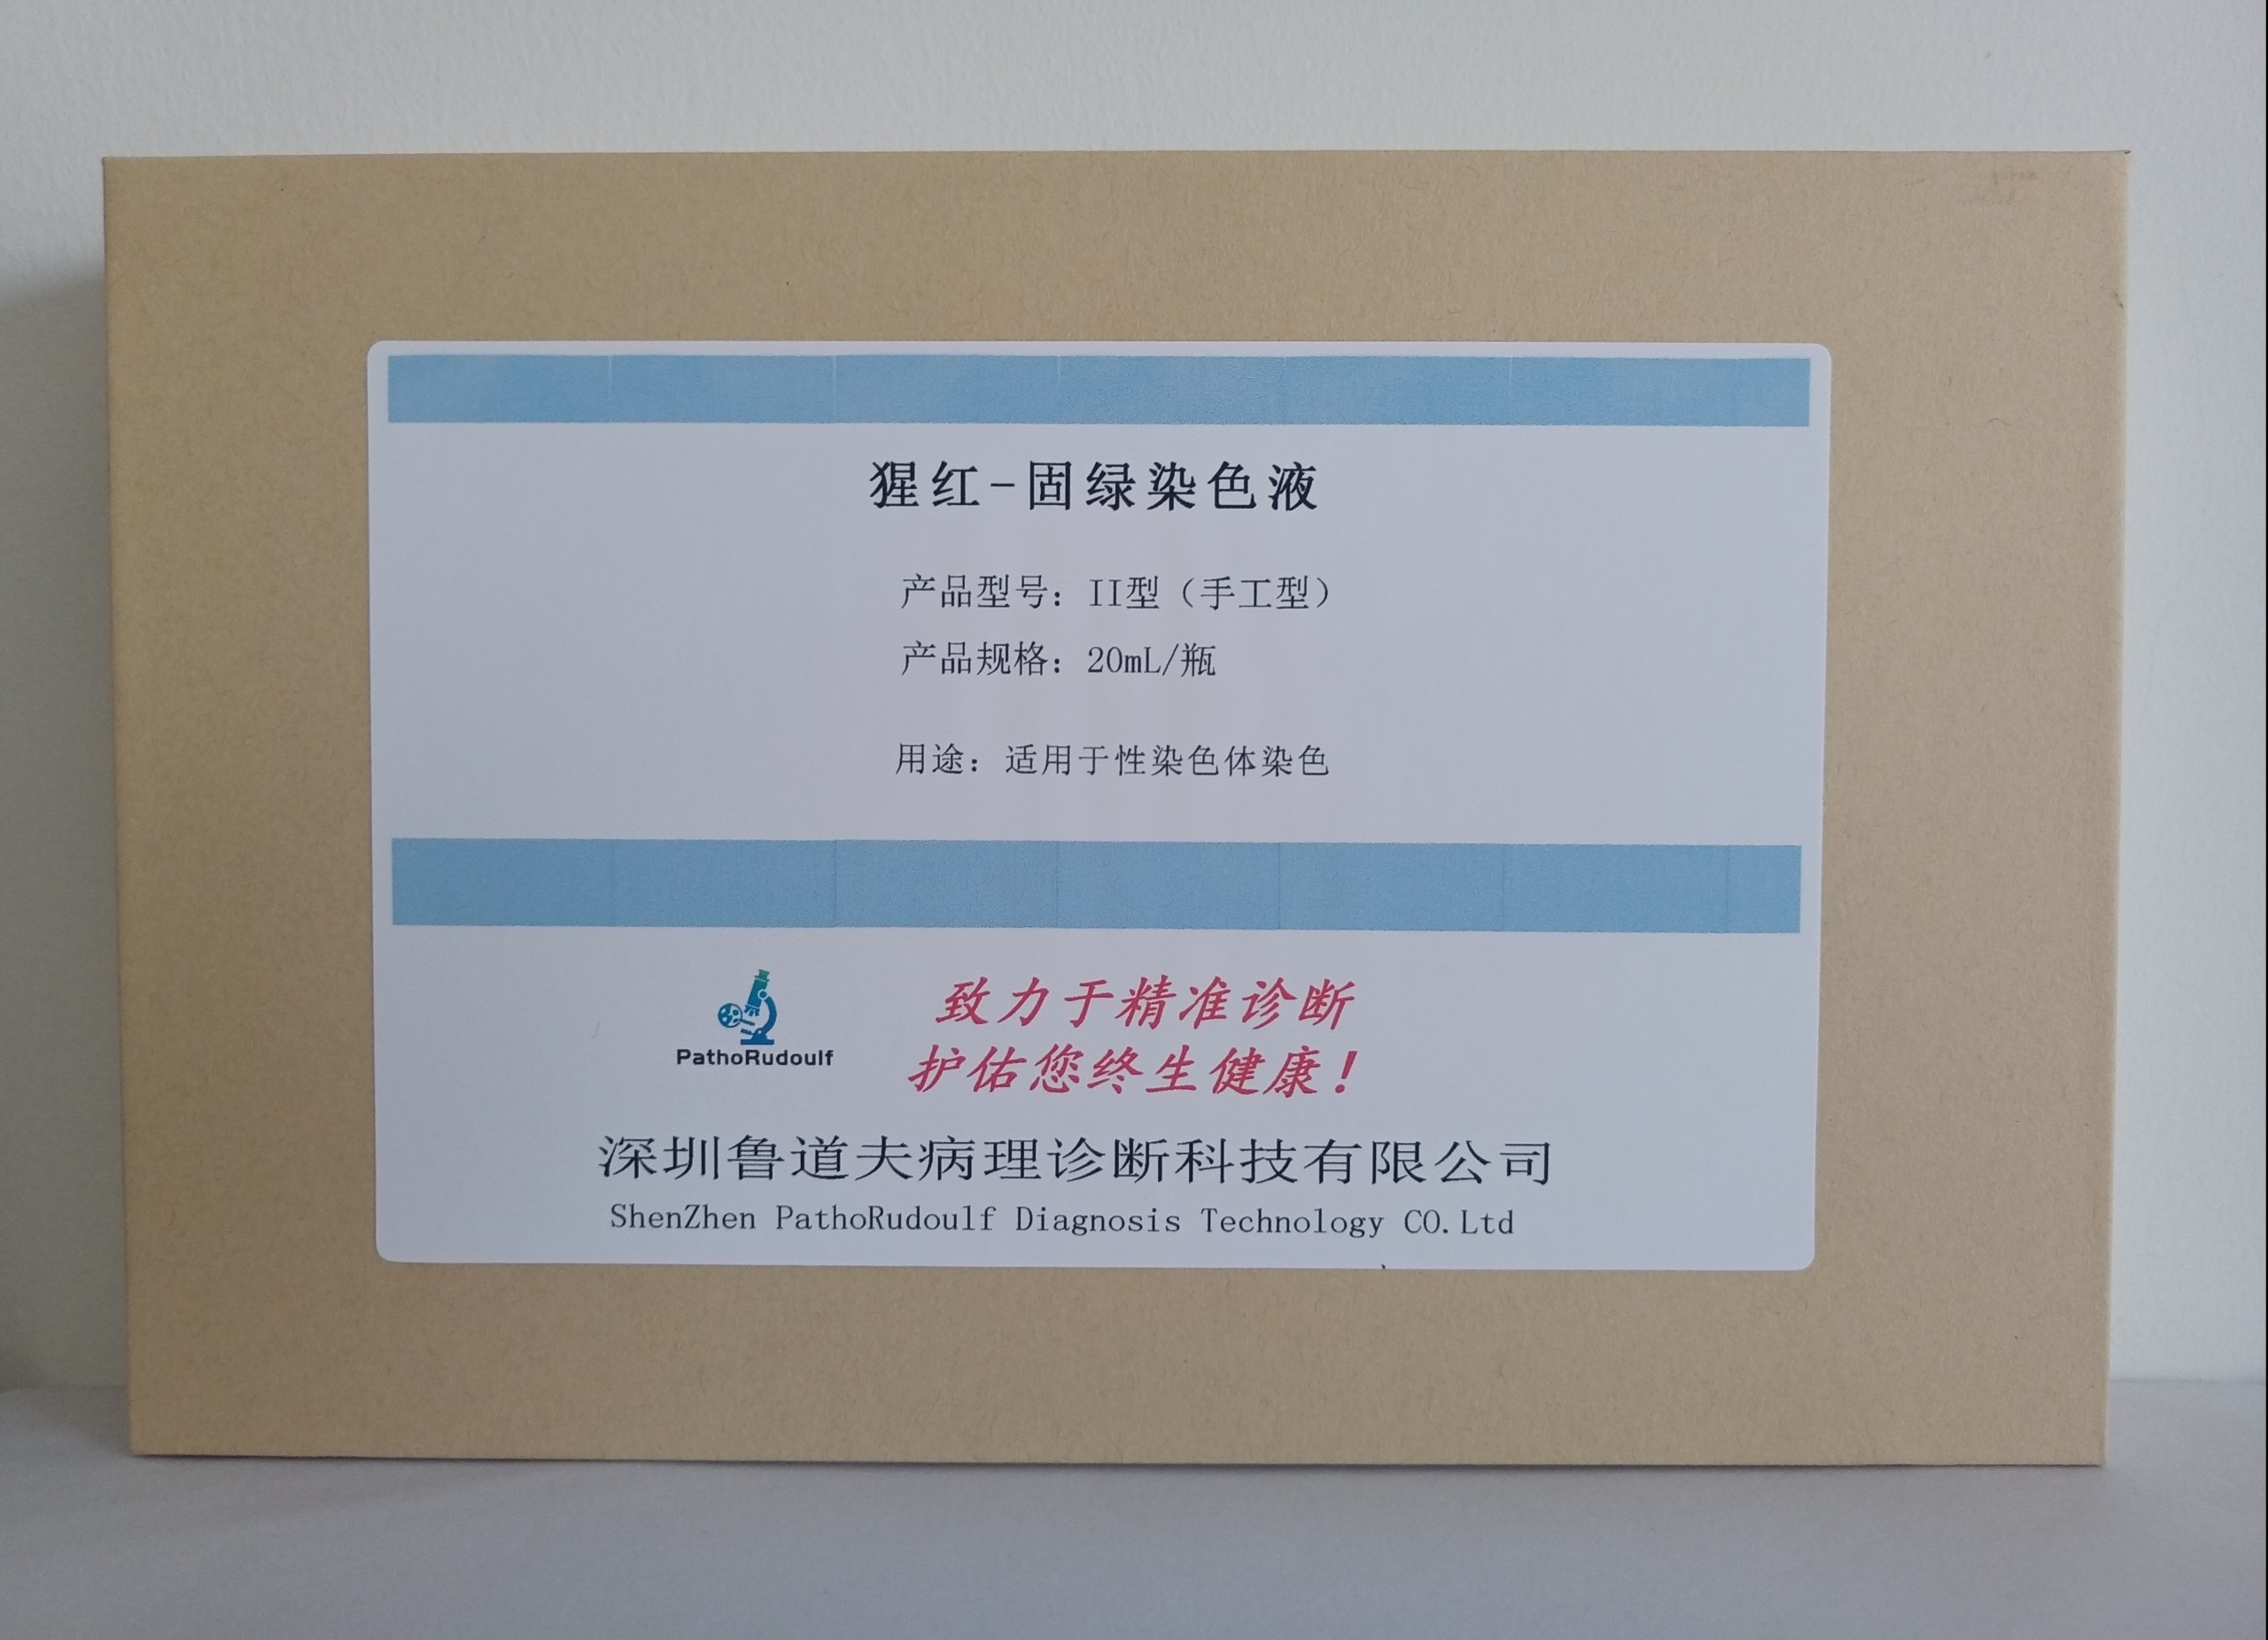 猩红-固绿染色液
产品型号：II型（手工型）
产品规格：20mL/瓶
用途：适用于性染色体染色
PathoRudoulf
致力于精准诊断
护佑您终生健康！
深圳鲁道夫病理诊断科技有限公司
ShenZhen PathoRudoulf Diagnosis Technology CO.Ltd